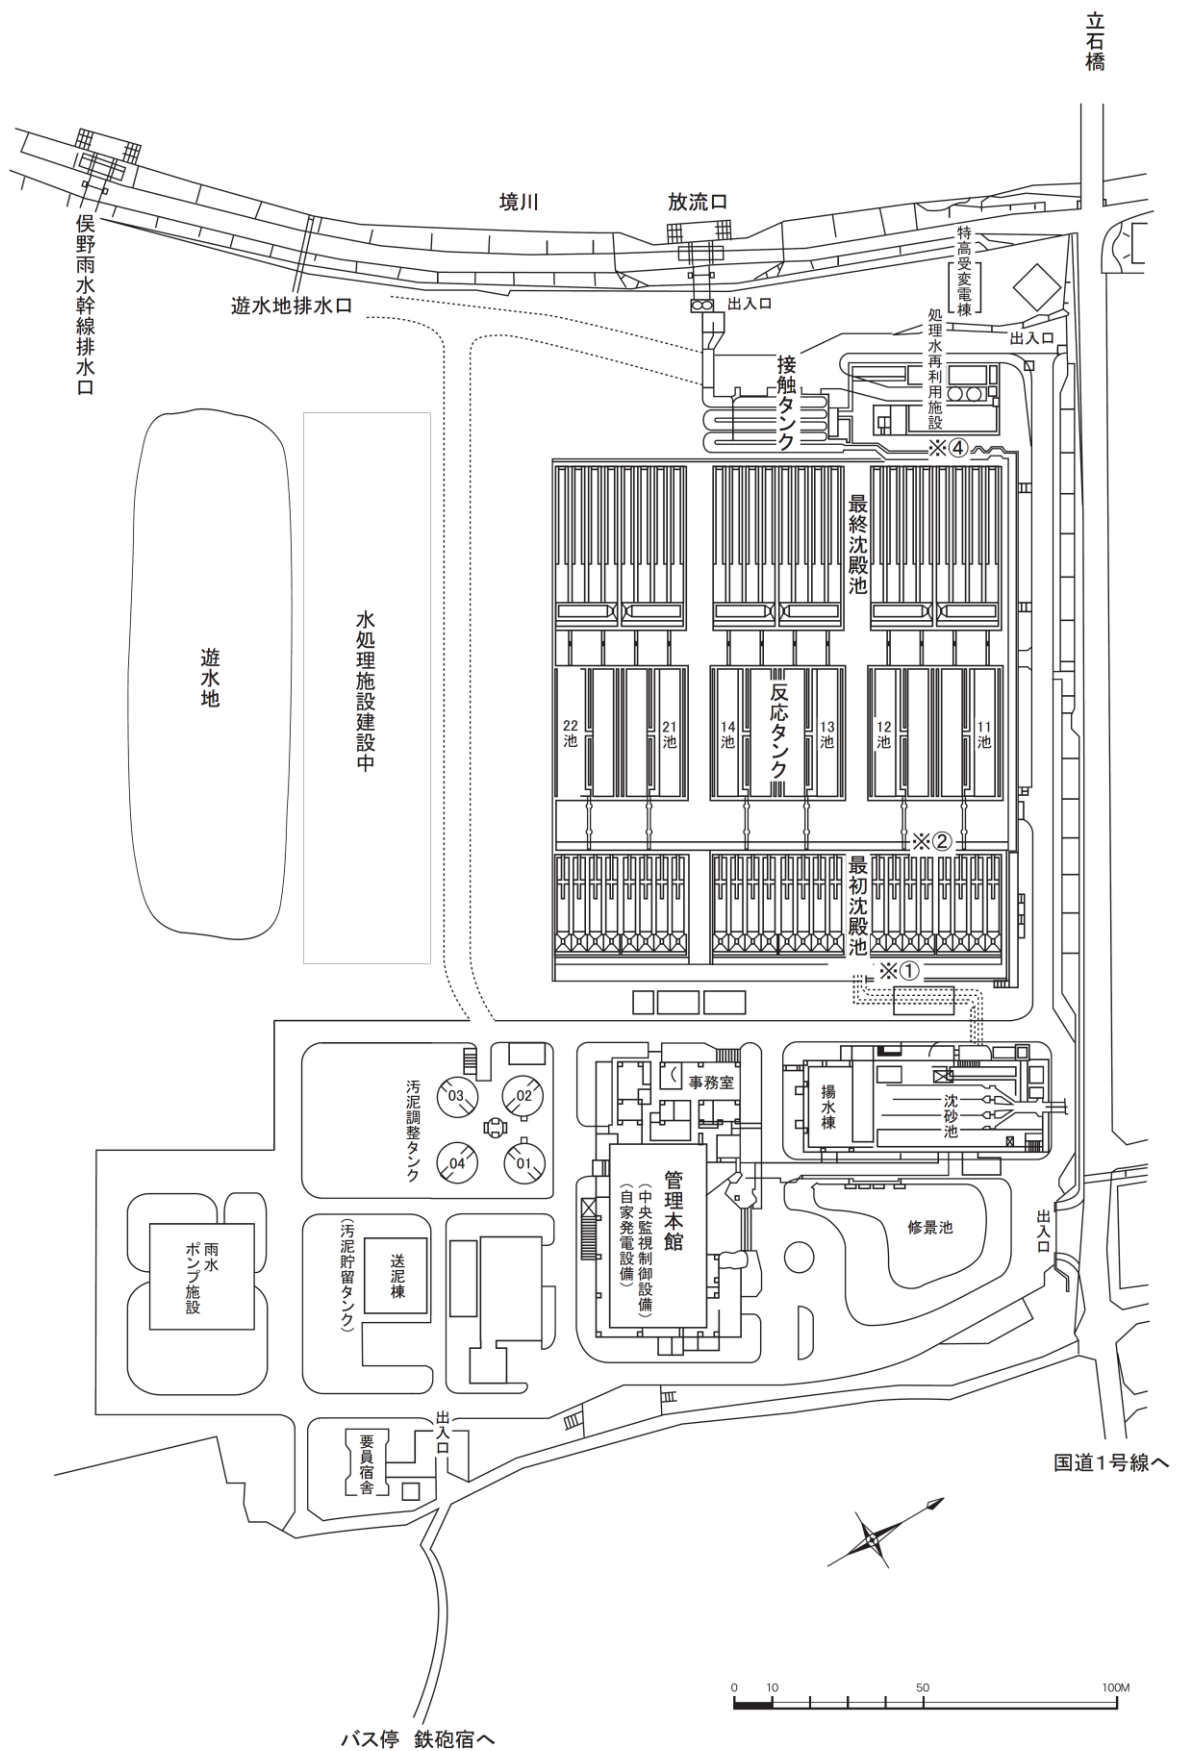 立石橋
境川
放流口
俣野雨水幹線排水口
遊水地排水口
出入口
特高受変電棟
出入口
処理水再利用施設
接触タンク
※④
最終沈殿池
遊水地
水処理施設建設中
22池
21池
14池
反応タンク
13池
12池
11池
※②
最初沈殿池
※①
汚泥調整タンク
03
02
04
01
事務室
揚水棟
沈砂池
管理本館
(中央監視制御設備)
(自家発電設備)
修景池
出入口
雨水
ポンプ施設
(汚泥貯留タンク)
送泥棟
出入口
要員宿舎
国道1号線へ
0 10 50 100M
バス停 鉄砲宿へ